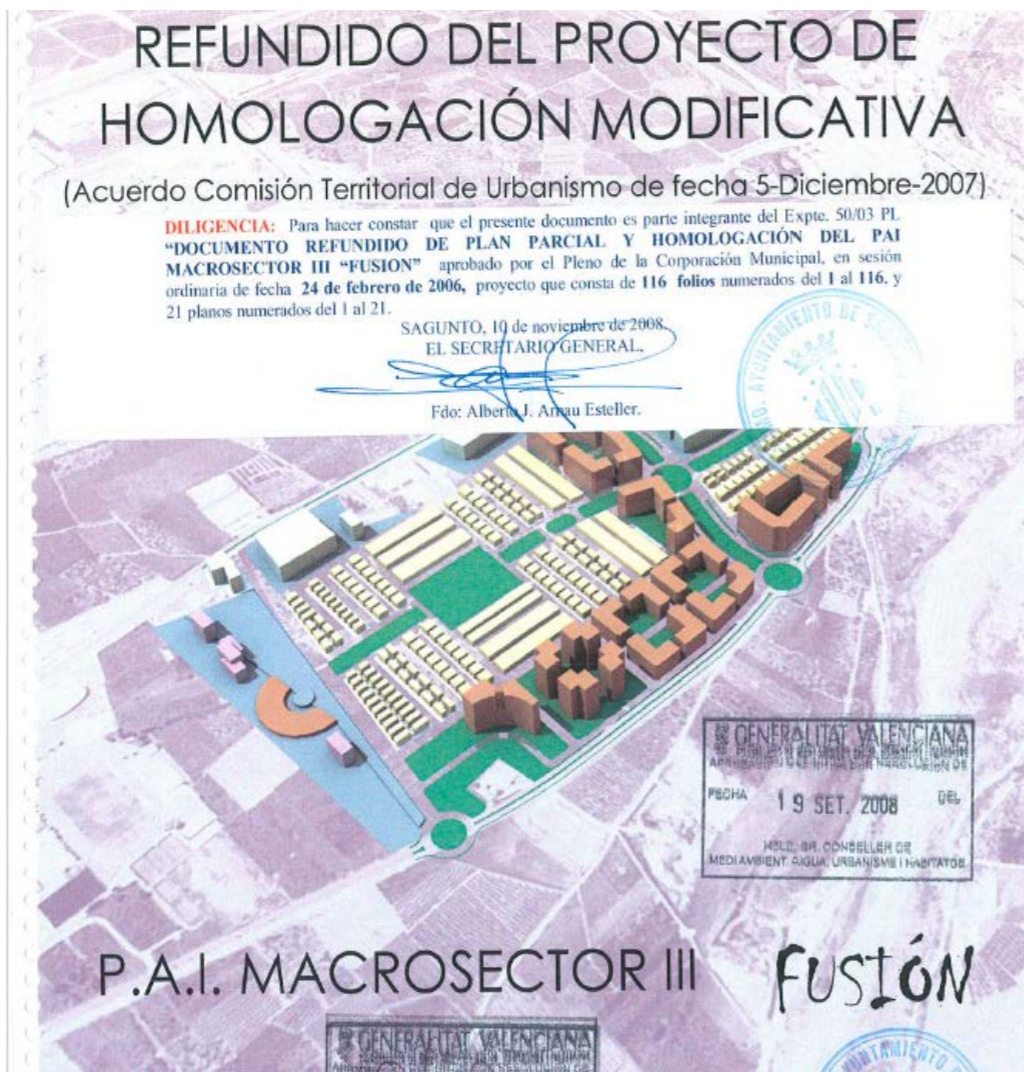 REFUNDIDO DEL PROYECTO DE
HOMOLOGACIÓN MODIFICATIVA
(Acuerdo Comisión Territorial de Urbanismo de fecha 5-Diciembre-2007)
DILIGENCIA: Para hacer constar que el presente documento es parte integrante del Expte. 50/03 PL
“DOCUMENTO REFUNDIDO DE PLAN PARCIAL Y HOMOLOGACIÓN DEL PAI
MACROSECTOR III “FUSION” aprobado por el Pleno de la Corporación Municipal, en sesión
ordinaria de fecha 24 de febrero de 2006, proyecto que consta de 116 folios numerados del 1 al 116, y
21 planos numerados del 1 al 21.
SAGUNTO, 10 de noviembre de 2008.
EL SECRETARIO GENERAL.
Fdo: Alberto J. Arnau Esteller.
AYUNTAMIENTO DE
GENERALITAT VALENCIANA
FECHA 19 SET. 2008 DEL
HBLE. SR. CONSELLER DE
MEDI AMBIENT, AIGUA, URBANISME I HABITATGE
P.A.I. MACROSECTOR III FUSIÓN
GENERALITAT VALENCIANA